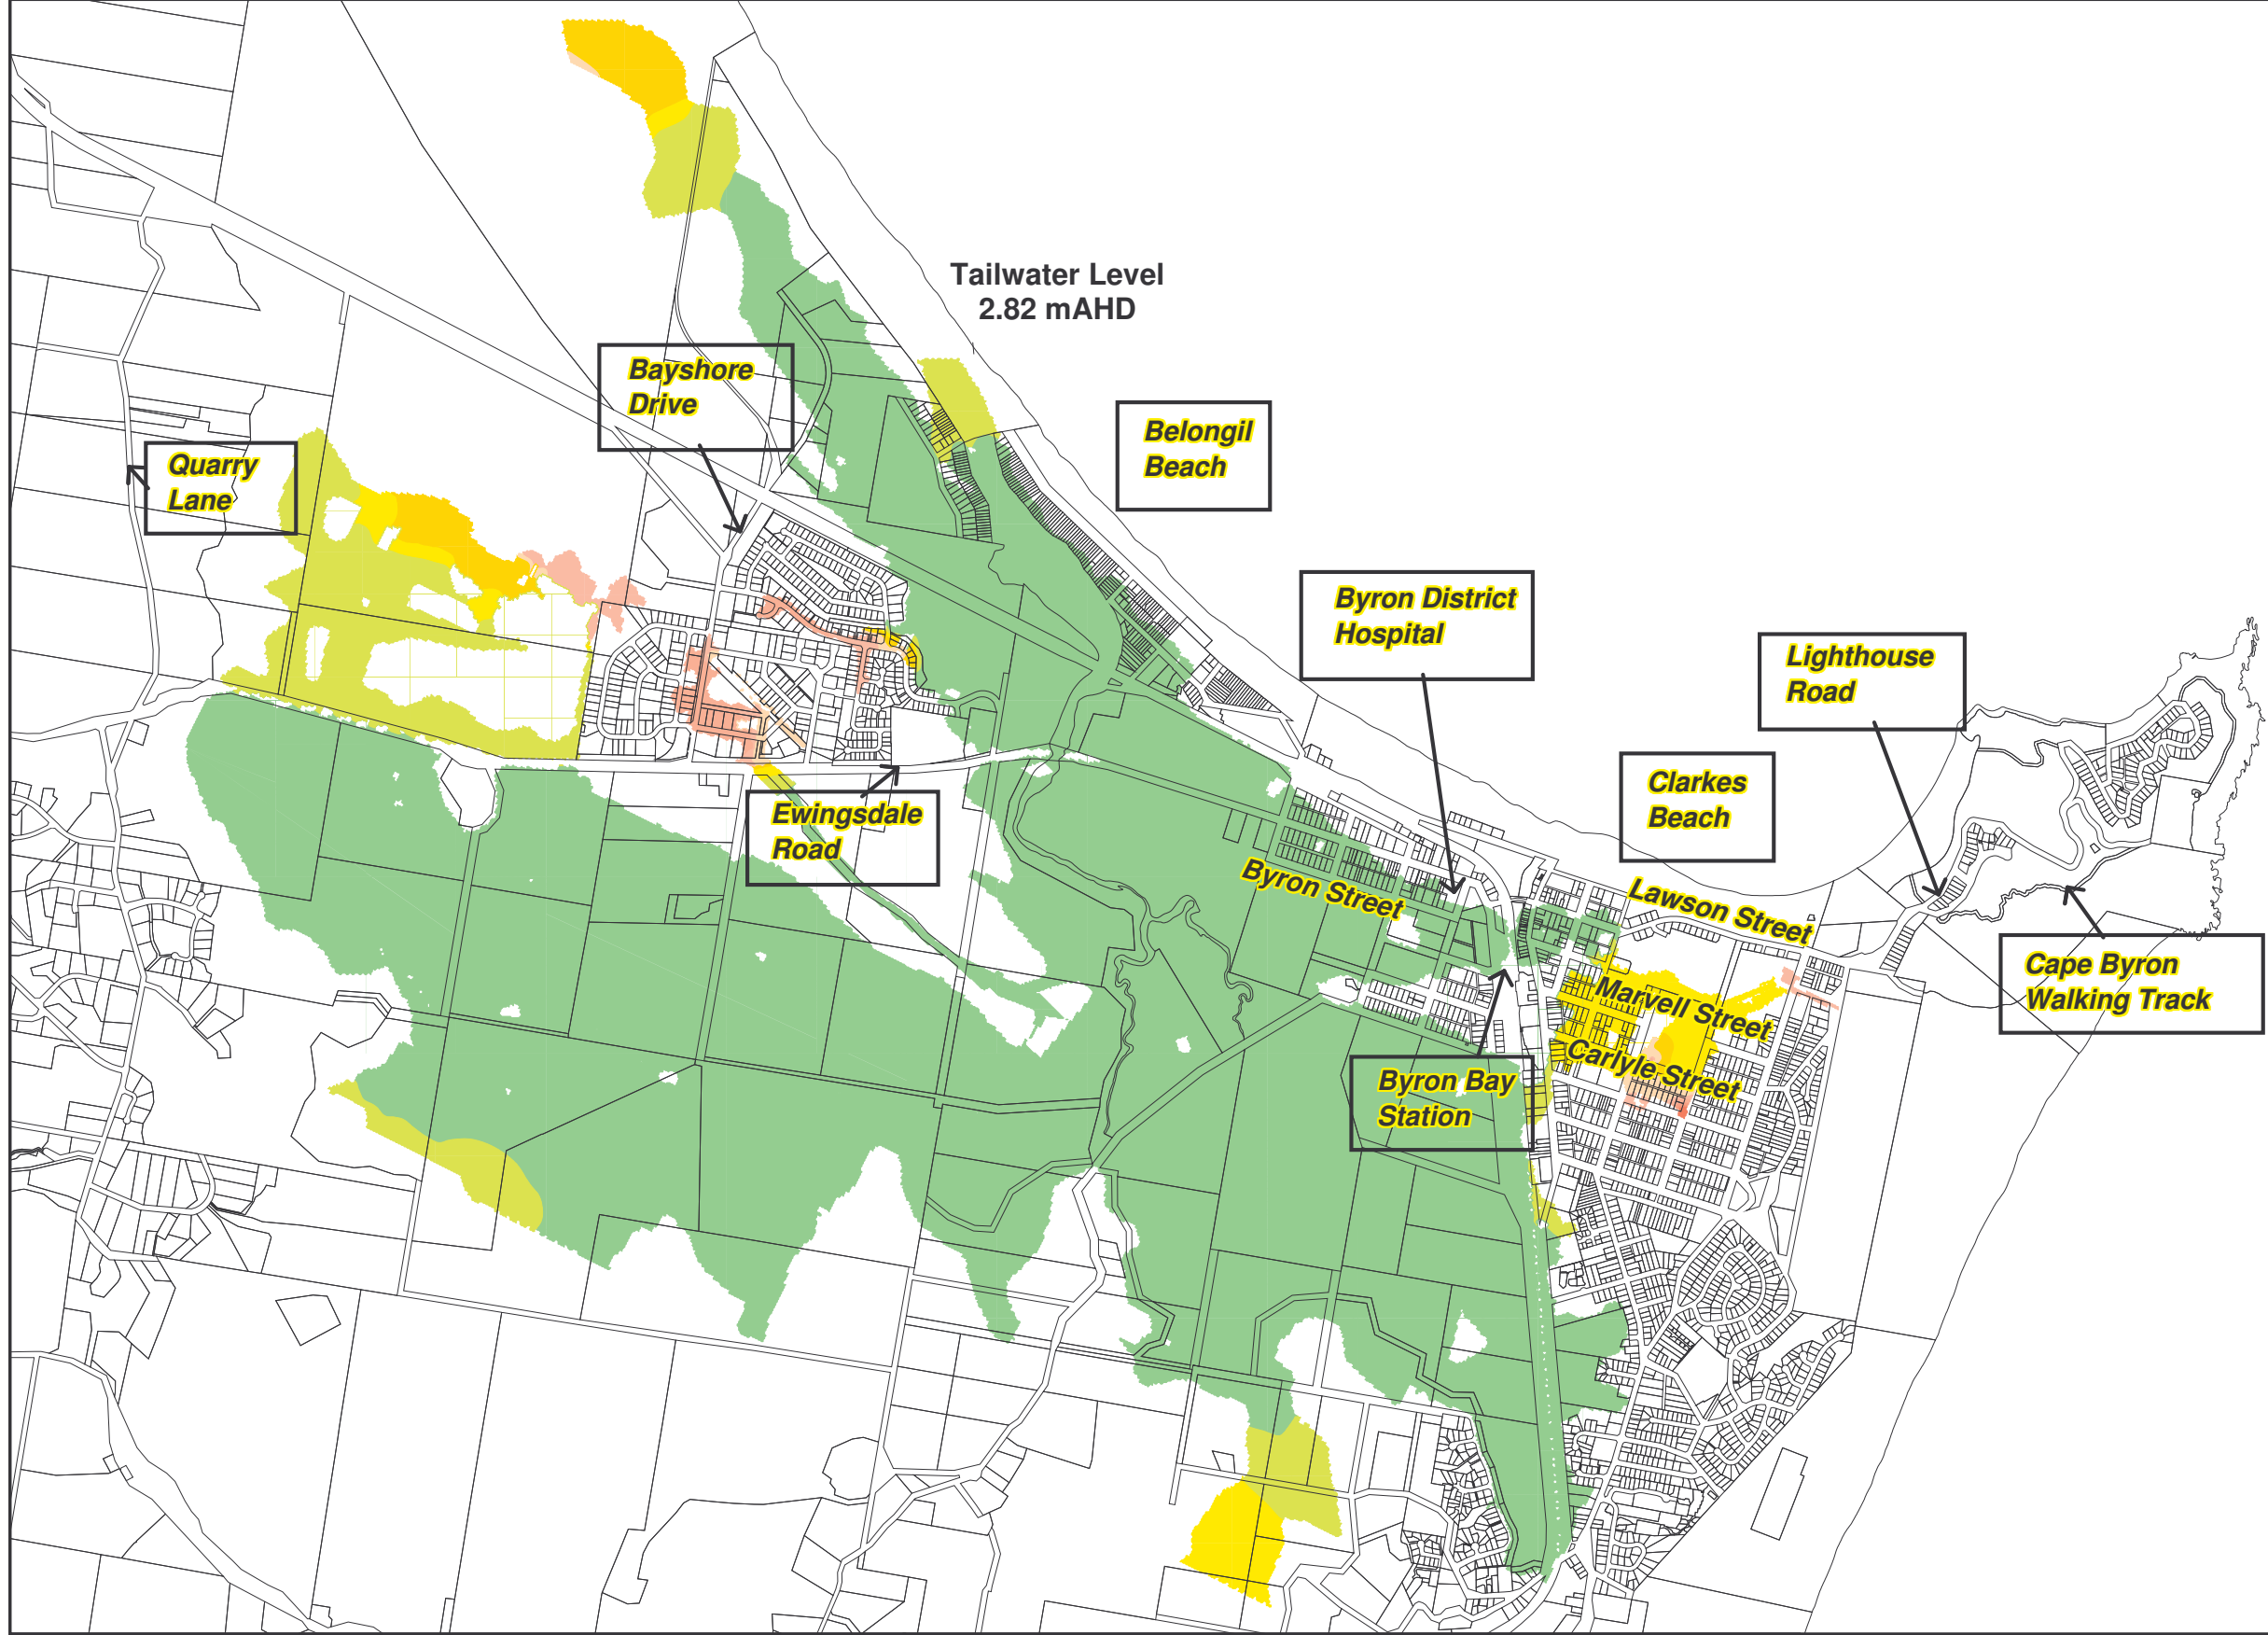 Tailwater Level
2.82 mAHD
Bayshore
Drive
Belongil
Beach
Quarry
Lane
Byron District
Hospital
Lighthouse
Road
Clarkes
Beach
Ewingsdale
Road
Byron Street
Lawson Street
Cape Byron
Walking Track
Marvell Street
Carlyle Street
Byron Bay
Station